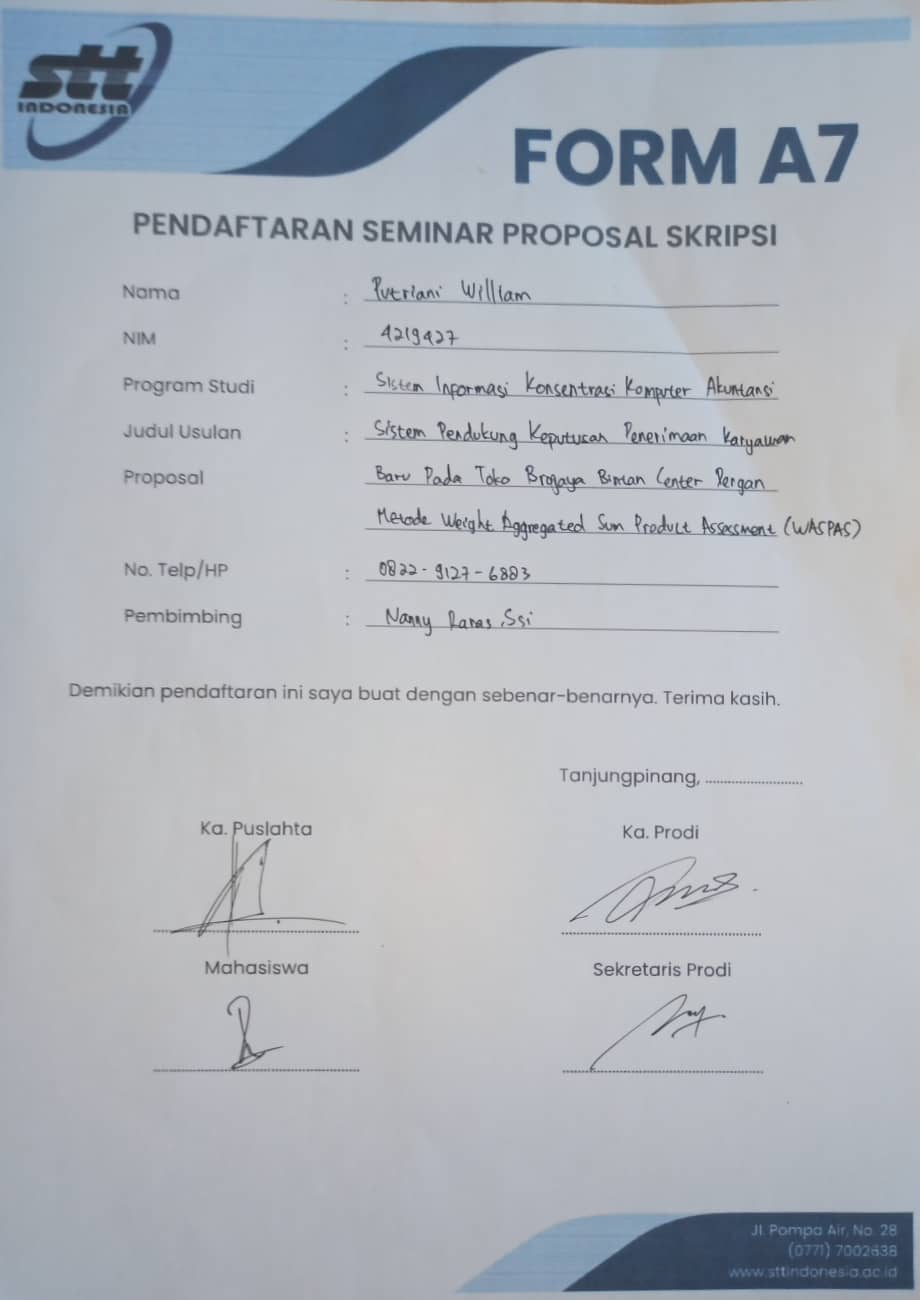 stt
INDONESIA
FORM A7
PENDAFTARAN SEMINAR PROPOSAL SKRIPSI
Nama : Putriani William
NIM : 4219427
Program Studi : Sistem Informasi Konsentrasi Komputer Akuntansi
Judul Usulan : Sistem Pendukung Keputusan Penerimaan Karyawan
Proposal Baru Pada Toko Brojaya Bintan Center Dengan
Metode Weight Aggregated Sum Product Assessment (WASPAS)
No. Telp/HP : 0822-9127-6883
Pembimbing : Nanny, SSi
Demikian pendaftaran ini saya buat dengan sebenar-benarnya. Terima kasih.
Tanjungpinang, ..........................
Ka. Puslahta Ka. Prodi
Mahasiswa Sekretaris Prodi
Jl. Pompa Air, No. 28
(0771) 7002638
www.sttindonesia.ac.id